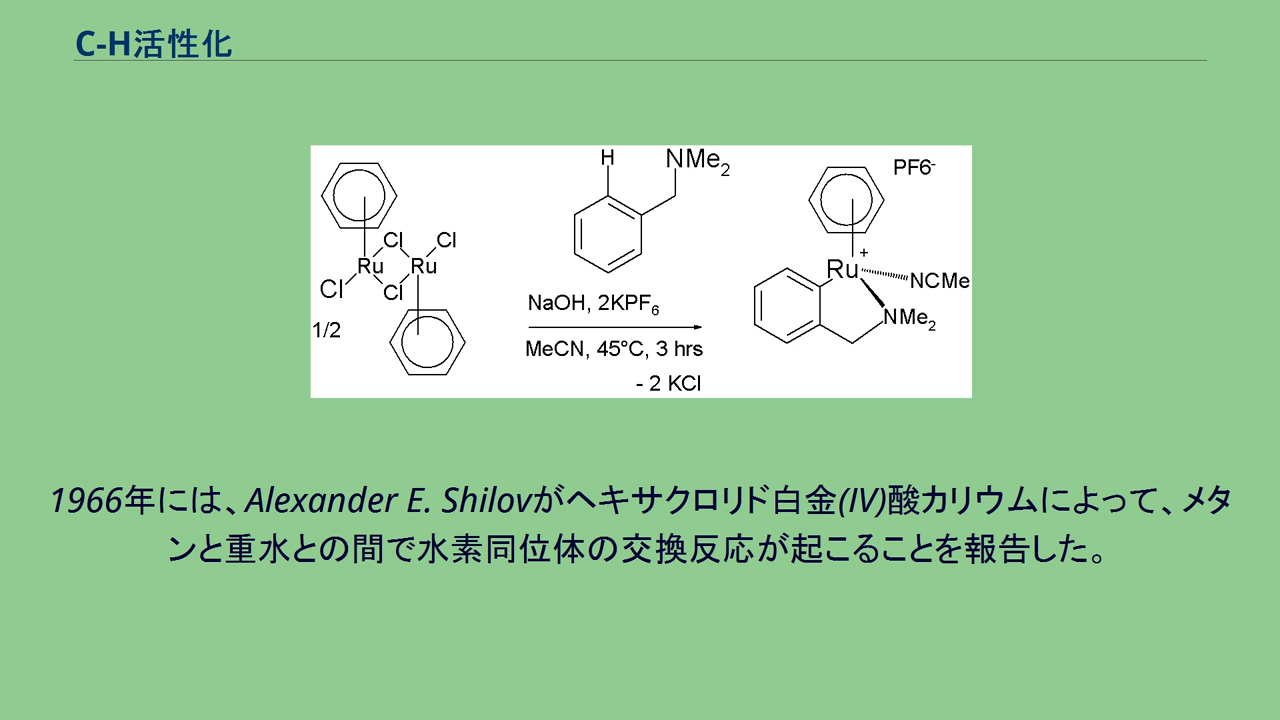 C-H活性化
H
NMe2
PF6-
Cl
Cl
Ru
Ru
Cl
Cl
+
Ru
NCMe
NMe2
1/2
NaOH, 2KPF6
MeCN, 45°C, 3 hrs
- 2 KCl
1966年には、Alexander E. Shilovがヘキサクロリド白金(IV)酸カリウムによって、メタ
ンと重水との間で水素同位体の交換反応が起こることを報告した。